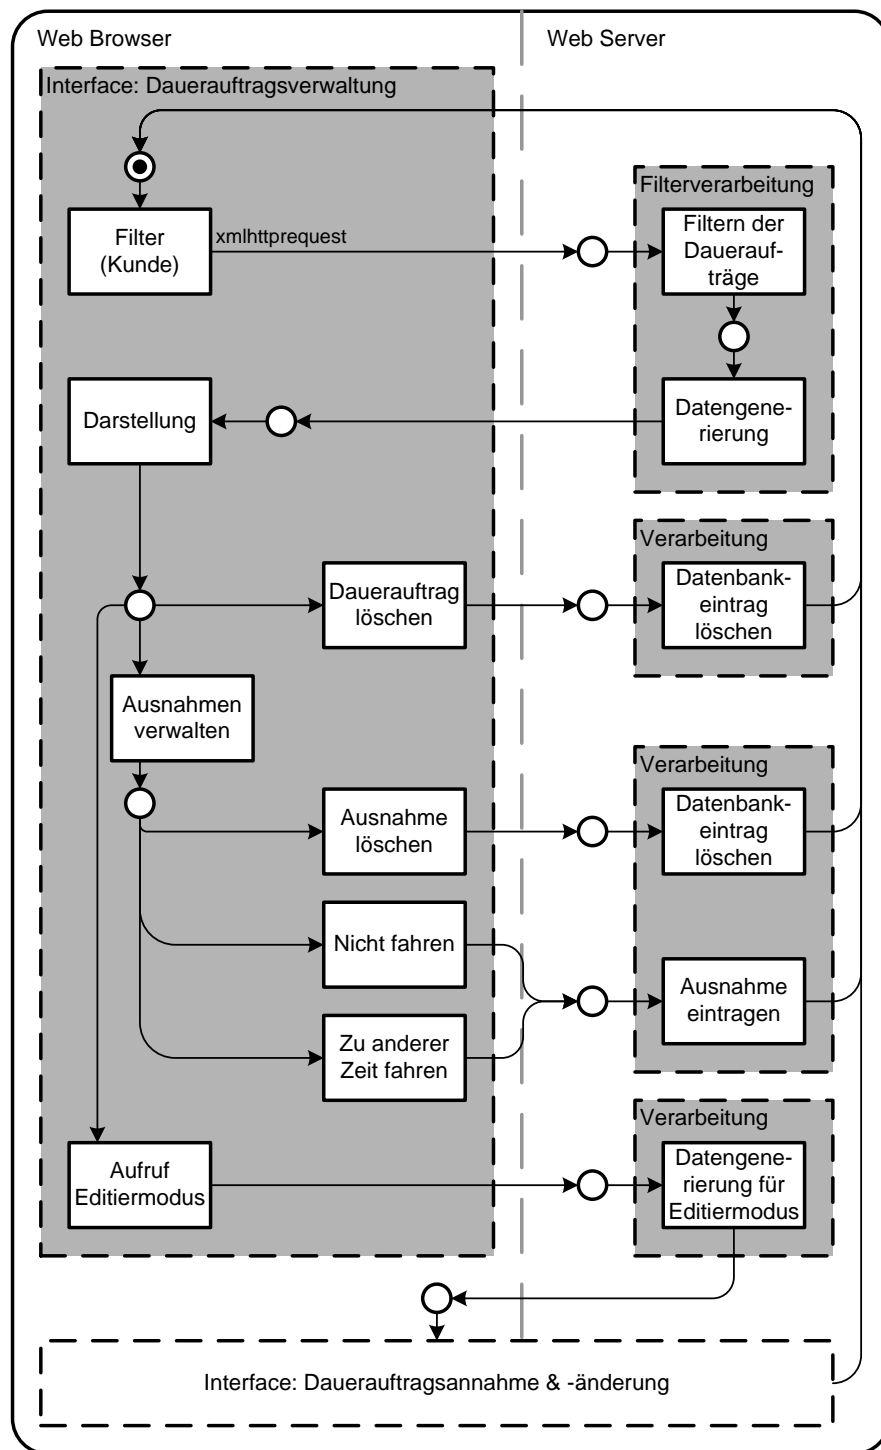 Web Browser
Web Server
Interface: Dauerauftragsverwaltung
Filterverarbeitung
Filter
(Kunde)
xmlhttprequest
Filtern der
Dauerauf-
träge
Darstellung
Datengene-
rierung
Verarbeitung
Dauerauftrag
löschen
Datenbank-
eintrag
löschen
Ausnahmen
verwalten
Verarbeitung
Ausnahme
löschen
Datenbank-
eintrag
löschen
Nicht fahren
Ausnahme
eintragen
Zu anderer
Zeit fahren
Verarbeitung
Aufruf
Editiermodus
Datengene-
rierung für
Editiermodus
Interface: Dauerauftragsannahme & -änderung